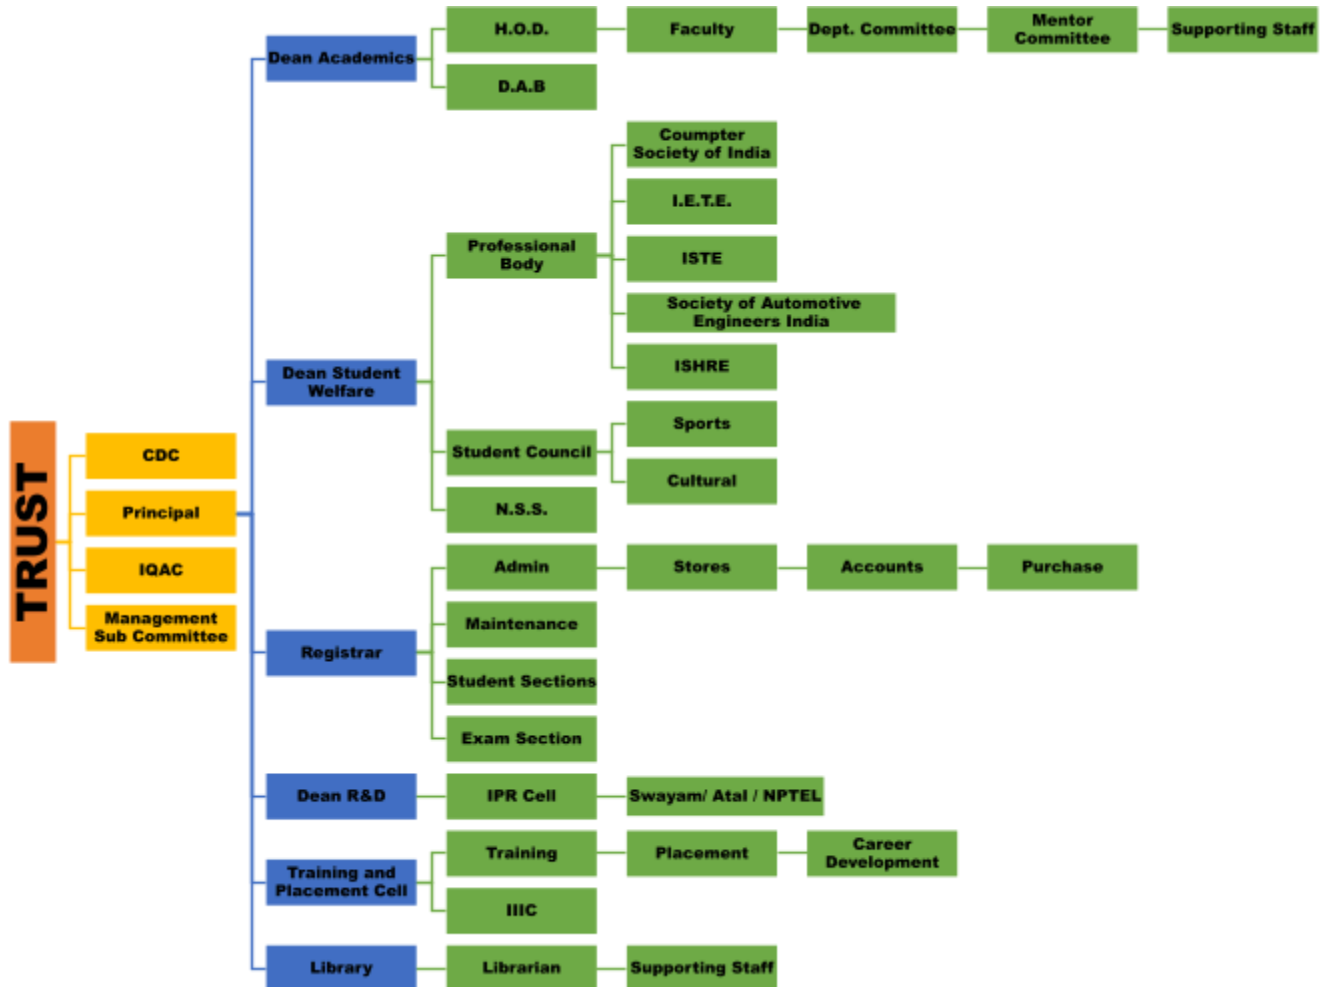 TRUST
CDC
Principal
IQAC
Management
Sub Committee
Dean Academics
H.O.D.
Faculty
Dept. Committee
Mentor
Committee
Supporting Staff
D.A.B
Dean Student
Welfare
Professional
Body
Coumpter
Society of India
I.E.T.E.
ISTE
Society of Automotive
Engineers India
ISHRE
Student Council
Sports
Cultural
N.S.S.
Registrar
Admin
Stores
Accounts
Purchase
Maintenance
Student Sections
Exam Section
Dean R&D
IPR Cell
Swayam/ Atal / NPTEL
Training and
Placement Cell
Training
Placement
Career
Development
IIIC
Library
Librarian
Supporting Staff